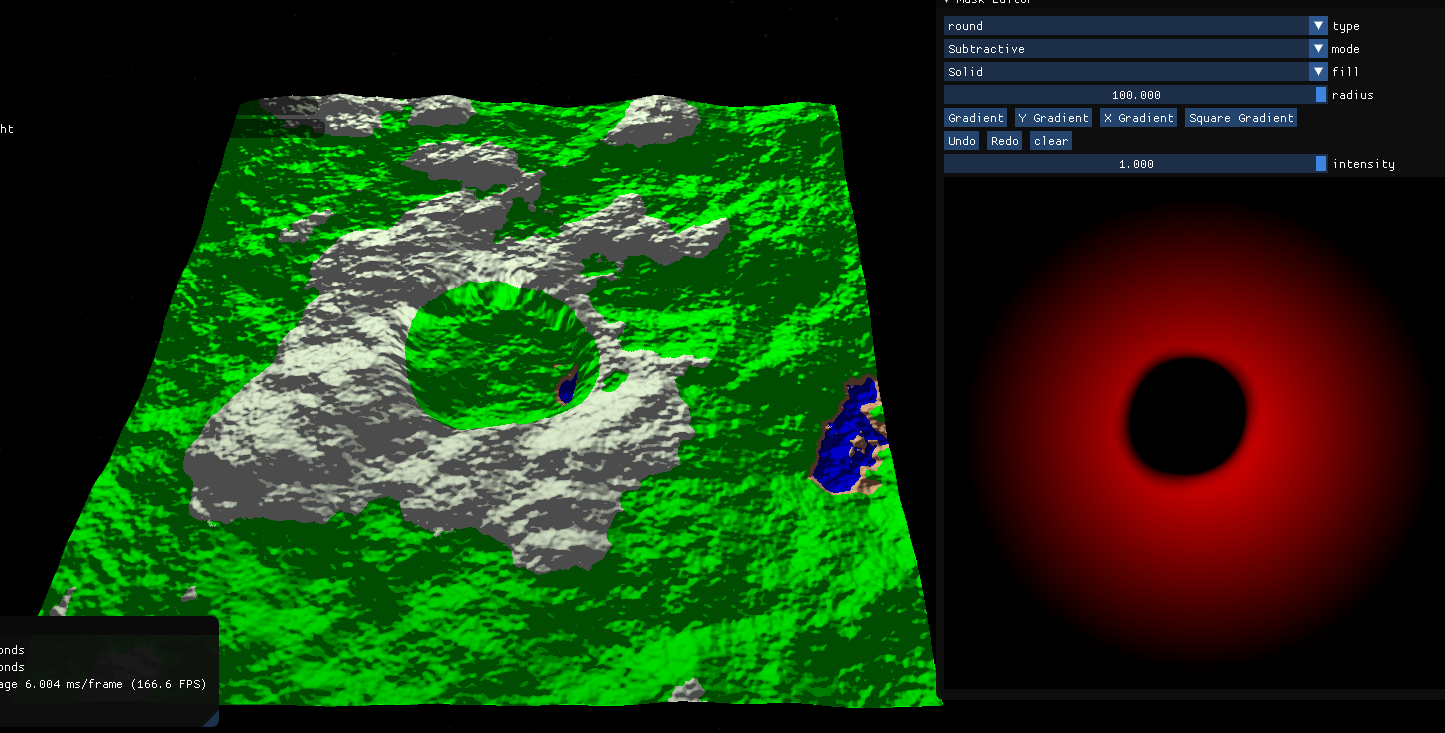 Mask Editor
round type
Subtractive mode
Solid fill
100.000 radius
Gradient Y Gradient X Gradient Square Gradient
Undo Redo clear
1.000 intensity
ht
onds
onds
age 6.004 ms/frame (166.6 FPS)